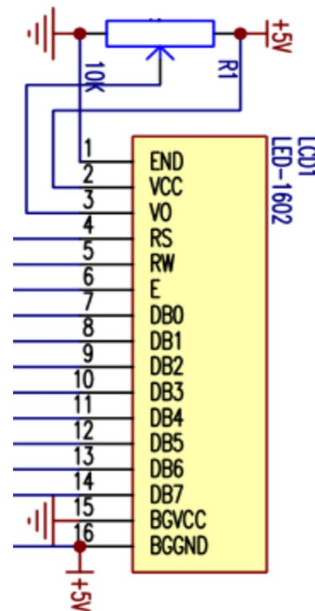 +5V
10K
R1
LCD1
LED-1602
1 END
2 VCC
3 VO
4 RS
5 RW
6 E
7 DB0
8 DB1
9 DB2
10 DB3
11 DB4
12 DB5
13 DB6
14 DB7
15 BGVCC
16 BGGND
+5V